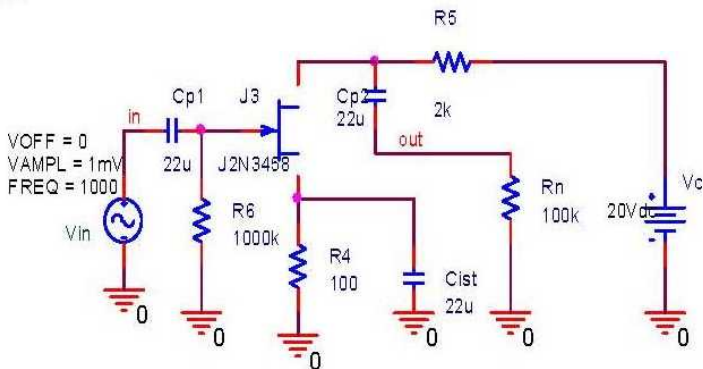 R5
Cp1
J3
Cp2
22u
2k
in
out
VOFF = 0
VAMPL = 1mV
FREQ = 1000
22u
J2N3458
Vin
R6
1000k
Rn
100k
20Vdc
R4
100
Cist
22u
0
0
0
0
0
0